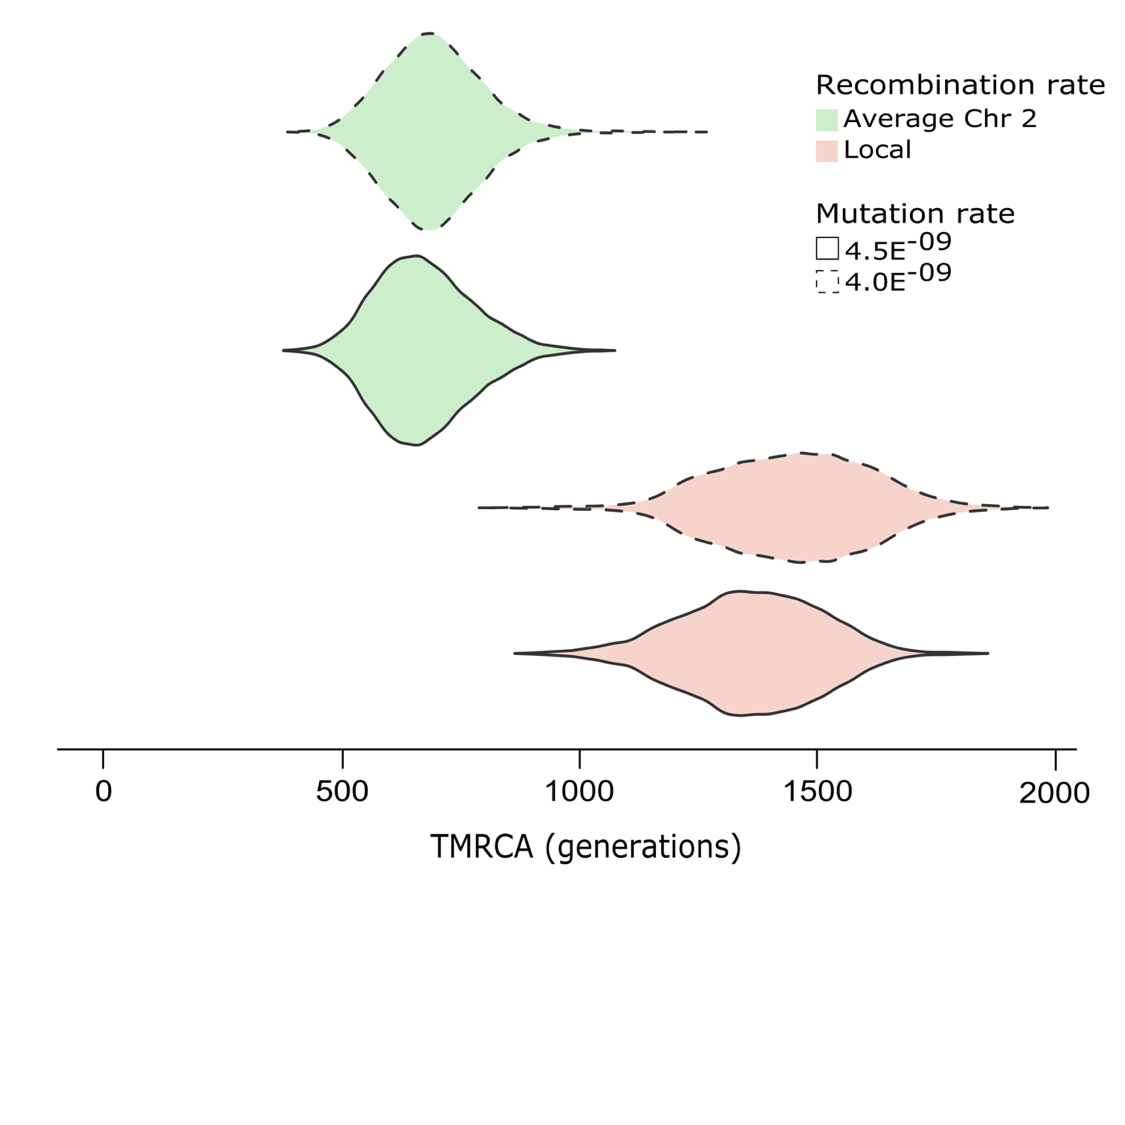 Recombination rate
Average Chr 2
Local
Mutation rate
4.5E-09
4.0E-09
0 500 1000 1500 2000
TMRCA (generations)